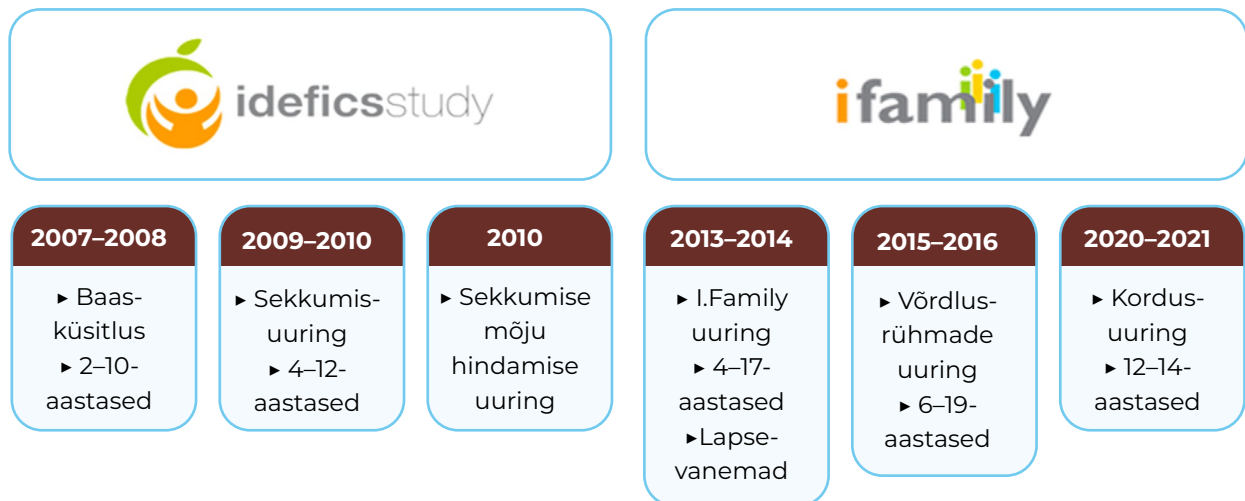 ideficsstudy
ifamily
2007–2008
▸ Baas-
küsitlus
▸ 2–10-
aastased
2009–2010
▸ Sekkumis-
uuring
▸ 4–12-
aastased
2010
▸ Sekkumise
mõju
hindamise
uuring
2013–2014
▸ I.Family
uuring
▸ 4–17-
aastased
▸Lapse-
vanemad
2015–2016
▸ Võrdlus-
rühmade
uuring
▸ 6–19-
aastased
2020–2021
▸ Kordus-
uuring
▸ 12–14-
aastased